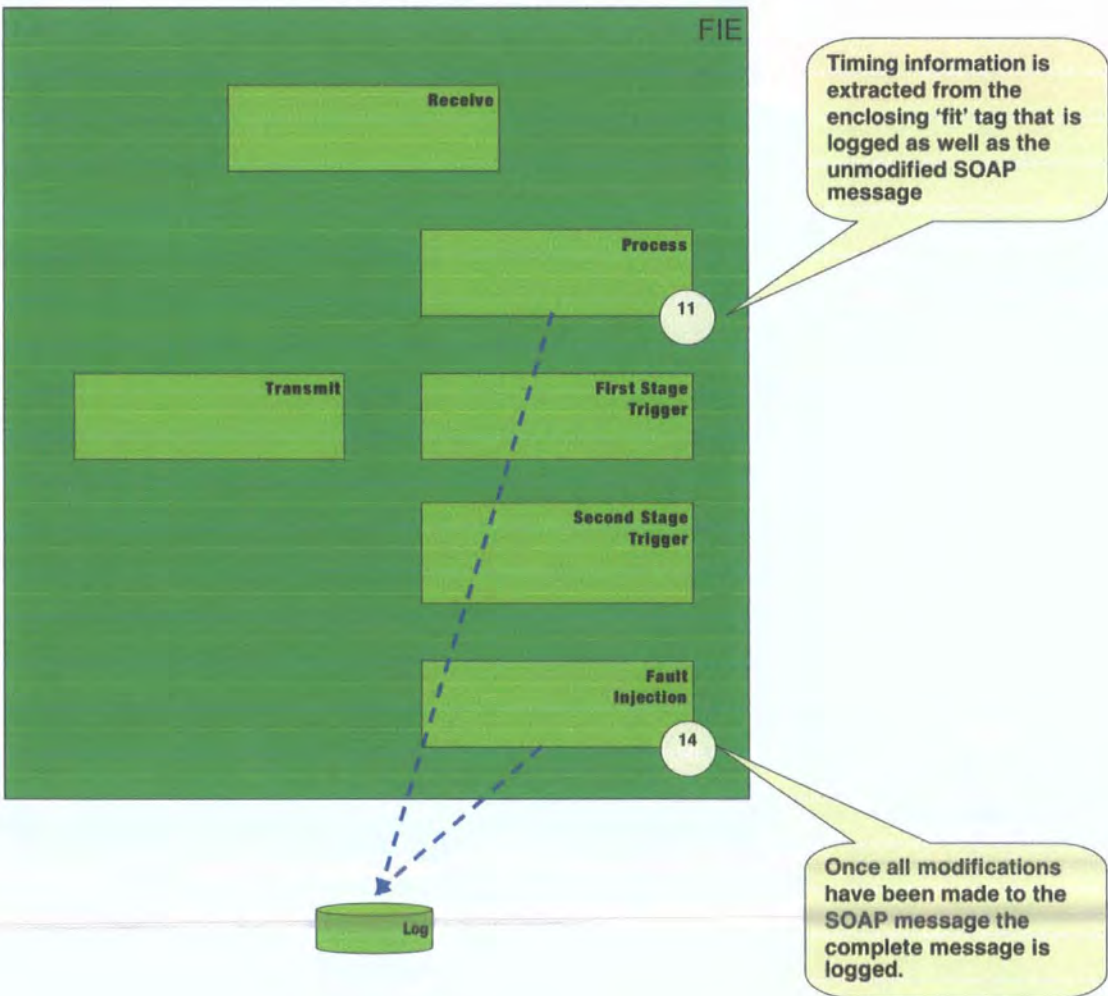 FIE
Receive
Timing information is
extracted from the
enclosing 'fit' tag that is
logged as well as the
unmodified SOAP
message
Process
11
Transmit
First Stage
Trigger
Second Stage
Trigger
Fault
Injection
14
Once all modifications
have been made to the
SOAP message the
complete message is
logged.
Log